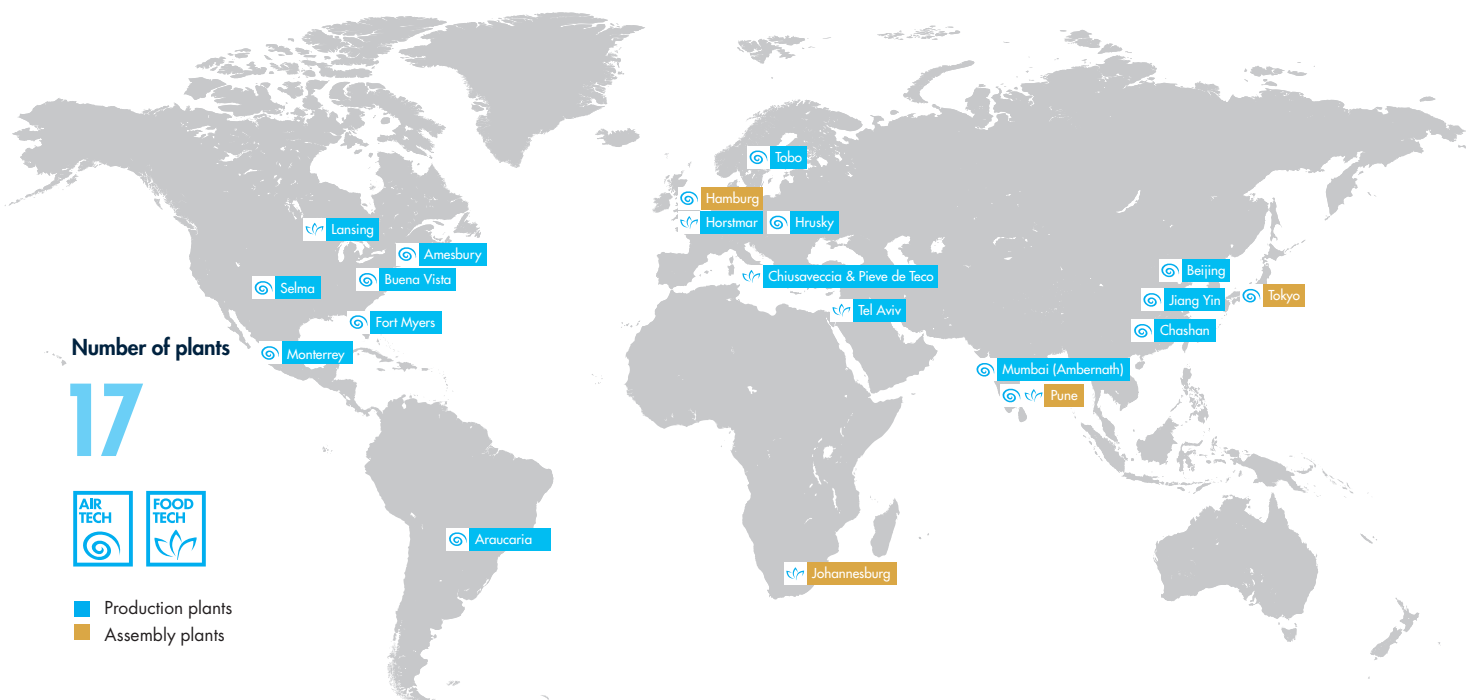 Tobo
Hamburg
Horstmar
Hrusky
Lansing
Amesbury
Buena Vista
Selma
Fort Myers
Monterrey
Chiusaveccia & Pieve de Teco
Tel Aviv
Beijing
Jiang Yin
Tokyo
Chashan
Mumbai (Ambernath)
Pune
Araucaria
Johannesburg
Number of plants
17
AIR
TECH
FOOD
TECH
Production plants
Assembly plants